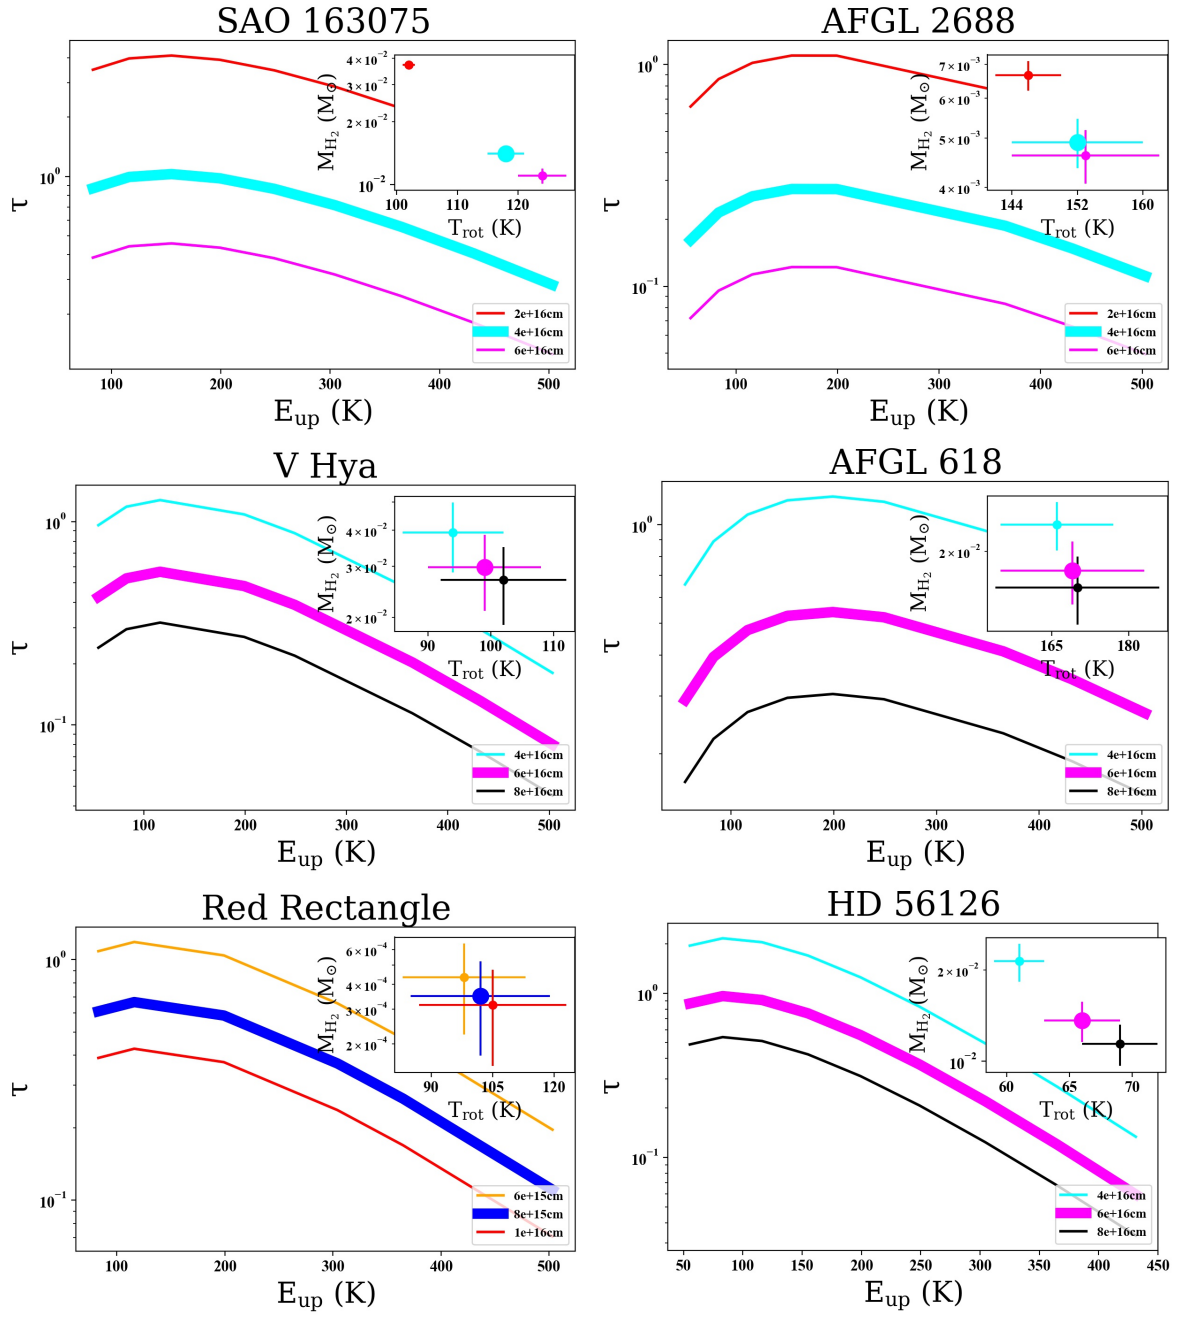 SAO 163075
τ
10⁰
100 200 300 400 500
E_up (K)
M_H₂ (M_⊙)
4×10⁻²
3×10⁻²
2×10⁻²
10⁻²
100 110 120
T_rot (K)
2e+16cm
4e+16cm
6e+16cm
AFGL 2688
τ
10⁰
10⁻¹
100 200 300 400 500
E_up (K)
M_H₂ (M_⊙)
7×10⁻³
6×10⁻³
5×10⁻³
4×10⁻³
144 152 160
T_rot (K)
2e+16cm
4e+16cm
6e+16cm
V Hya
τ
10⁰
10⁻¹
100 200 300 400 500
E_up (K)
M_H₂ (M_⊙)
4×10⁻²
3×10⁻²
2×10⁻²
90 100 110
T_rot (K)
4e+16cm
6e+16cm
8e+16cm
AFGL 618
τ
10⁰
100 200 300 400 500
E_up (K)
M_H₂ (M_⊙)
2×10⁻²
165 180
T_rot (K)
4e+16cm
6e+16cm
8e+16cm
Red Rectangle
τ
10⁰
10⁻¹
100 200 300 400 500
E_up (K)
M_H₂ (M_⊙)
6×10⁻⁴
4×10⁻⁴
3×10⁻⁴
2×10⁻⁴
90 105 120
T_rot (K)
6e+15cm
8e+15cm
1e+16cm
HD 56126
τ
10⁰
10⁻¹
50 100 150 200 250 300 350 400 450
E_up (K)
M_H₂ (M_⊙)
2×10⁻²
10⁻²
60 65 70
T_rot (K)
4e+16cm
6e+16cm
8e+16cm